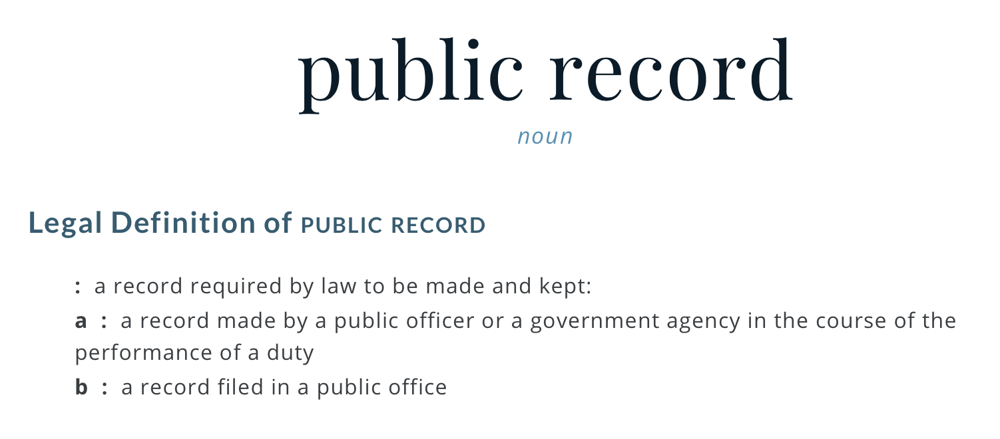 public record
noun
Legal Definition of PUBLIC RECORD
: a record required by law to be made and kept:
a : a record made by a public officer or a government agency in the course of the
performance of a duty
b : a record filed in a public office